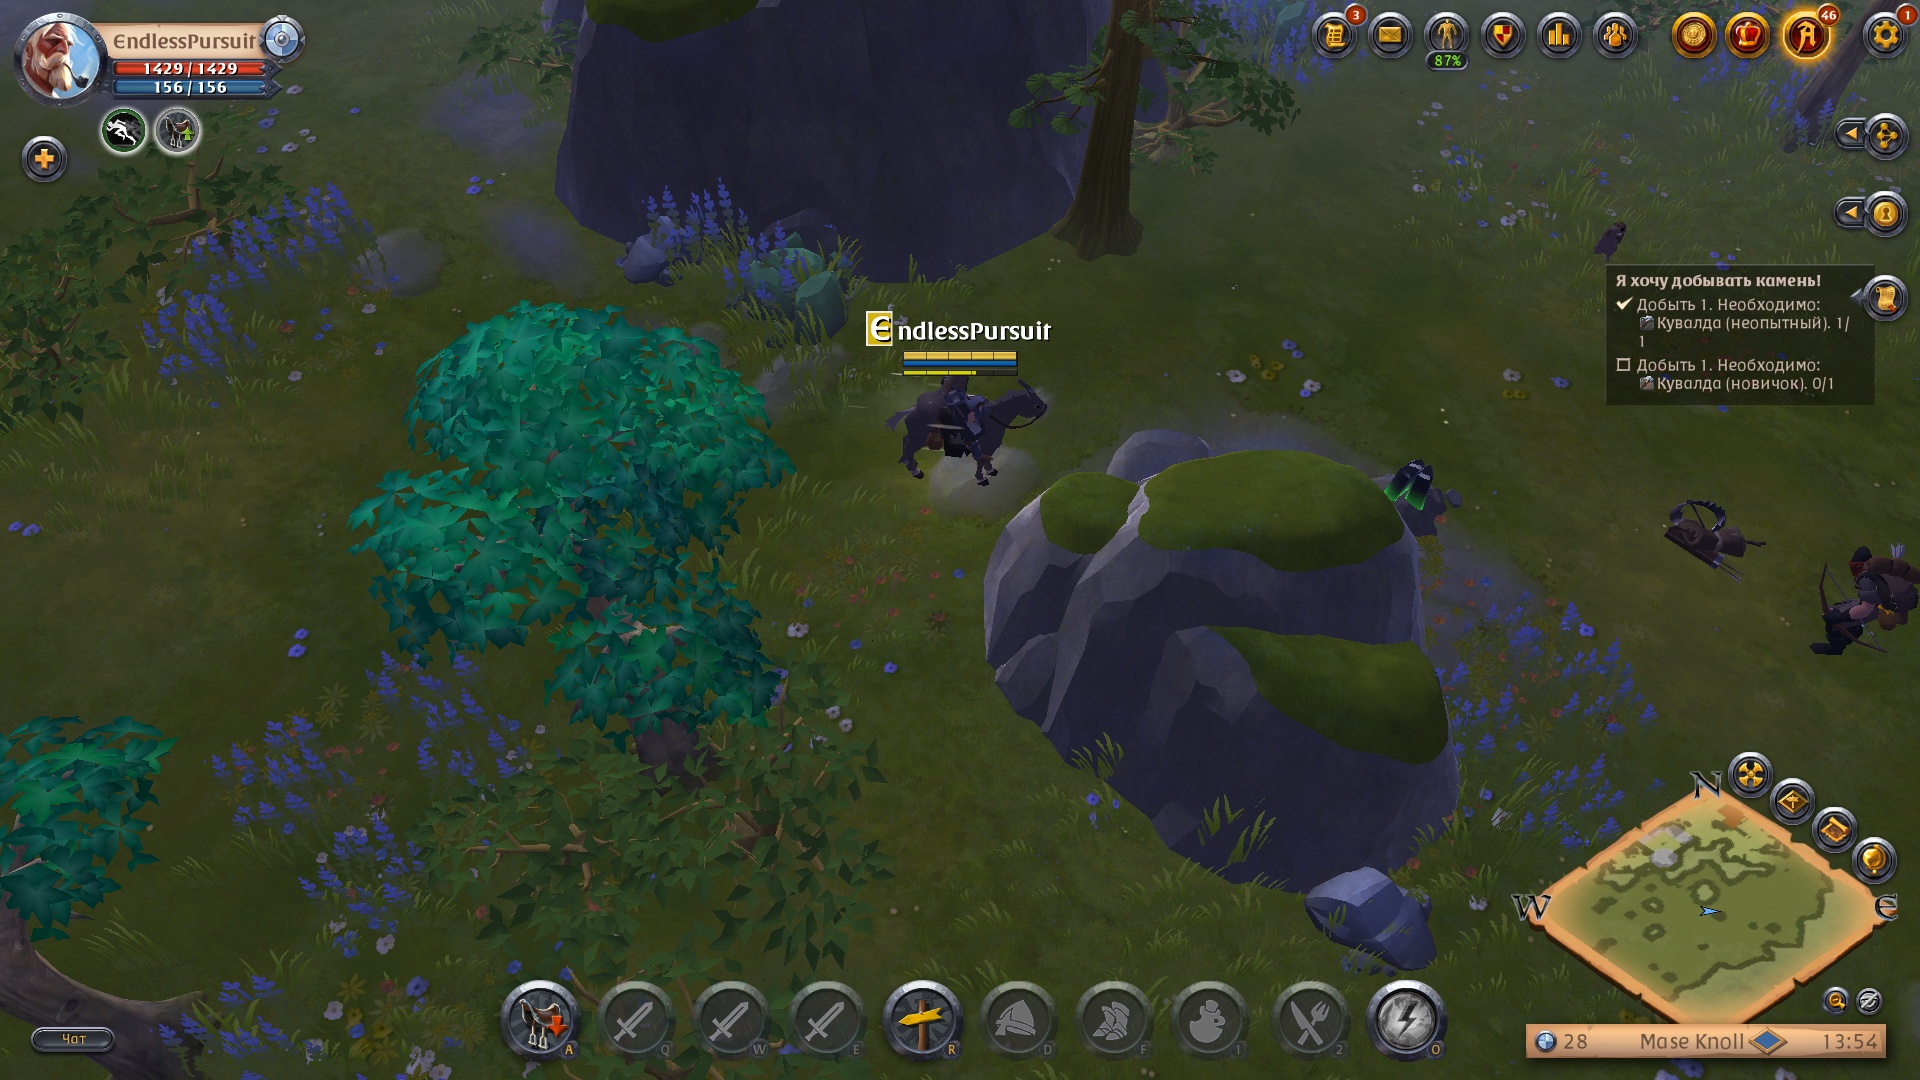 EndlessPursuit
1429 / 1429
156 / 156
3
87%
46
1
Я хочу добывать камень!
Добыть 1. Необходимо:
Кувалда (неопытный). 1/
1
Добыть 1. Необходимо:
Кувалда (новичок). 0/1
EndlessPursuit
N
W
E
Чат
A
Q
W
E
R
D
F
1
2
O
28
Mase Knoll
13:54